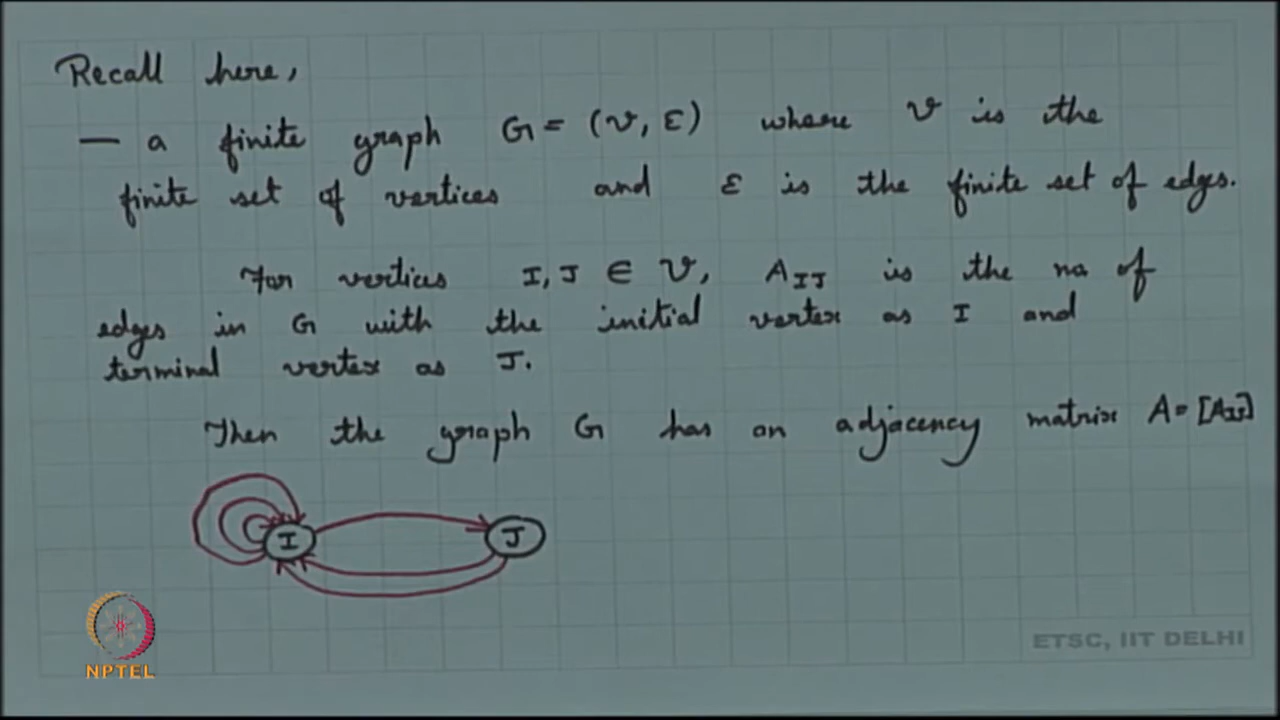 Recall here,
— a finite graph G = (V, E) where V is the
finite set of vertices and E is the finite set of edges.
For vertices I, J ∈ V, A_IJ is the no of
edges in G with the initial vertex as I and
terminal vertex as J.
Then the graph G has an adjacency matrix A = [A_IJ]
I J
NPTEL
ETSC, IIT DELHI